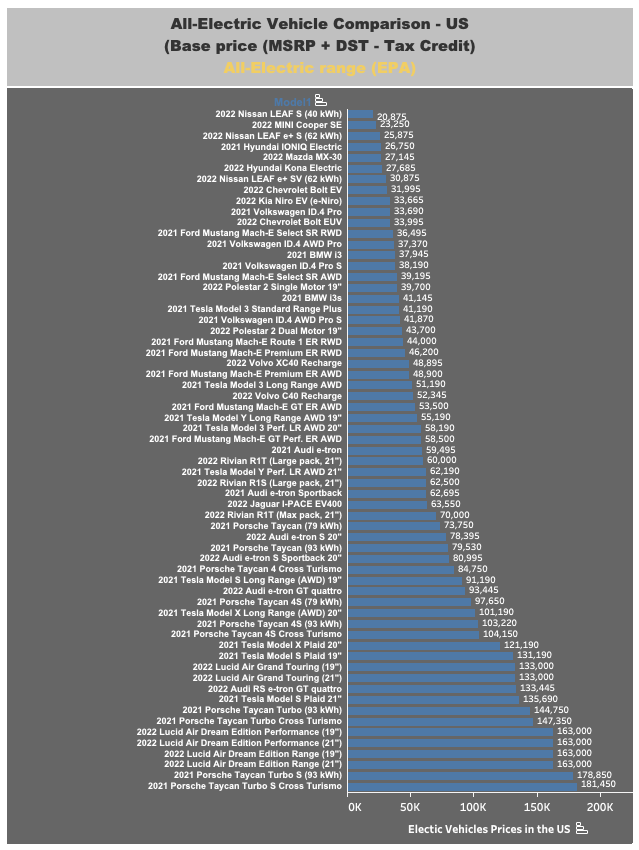 All-Electric Vehicle Comparison - US
(Base price (MSRP + DST - Tax Credit)
All-Electric range (EPA)
Model1
2022 Nissan LEAF S (40 kWh) 20,875
2022 MINI Cooper SE 23,250
2022 Nissan LEAF e+ S (62 kWh) 25,875
2021 Hyundai IONIQ Electric 26,750
2022 Mazda MX-30 27,145
2022 Hyundai Kona Electric 27,685
2022 Nissan LEAF e+ SV (62 kWh) 30,875
2022 Chevrolet Bolt EV 31,995
2022 Kia Niro EV (e-Niro) 33,665
2021 Volkswagen ID.4 Pro 33,690
2022 Chevrolet Bolt EUV 33,995
2021 Ford Mustang Mach-E Select SR RWD 36,495
2021 Volkswagen ID.4 AWD Pro 37,370
2021 BMW i3 37,945
2021 Volkswagen ID.4 Pro S 38,190
2021 Ford Mustang Mach-E Select SR AWD 39,195
2022 Polestar 2 Single Motor 19" 39,700
2021 BMW i3s 41,145
2021 Tesla Model 3 Standard Range Plus 41,190
2021 Volkswagen ID.4 AWD Pro S 41,870
2022 Polestar 2 Dual Motor 19" 43,700
2021 Ford Mustang Mach-E Route 1 ER RWD 44,000
2021 Ford Mustang Mach-E Premium ER RWD 46,200
2022 Volvo XC40 Recharge 48,895
2021 Ford Mustang Mach-E Premium ER AWD 48,900
2021 Tesla Model 3 Long Range AWD 51,190
2022 Volvo C40 Recharge 52,345
2021 Ford Mustang Mach-E GT ER AWD 53,500
2021 Tesla Model Y Long Range AWD 19" 55,190
2021 Tesla Model 3 Perf. LR AWD 20" 58,190
2021 Ford Mustang Mach-E GT Perf. ER AWD 58,500
2021 Audi e-tron 59,495
2022 Rivian R1T (Large pack, 21") 60,000
2021 Tesla Model Y Perf. LR AWD 21" 62,190
2022 Rivian R1S (Large pack, 21") 62,500
2021 Audi e-tron Sportback 62,695
2022 Jaguar I-PACE EV400 63,550
2022 Rivian R1T (Max pack, 21") 70,000
2021 Porsche Taycan (79 kWh) 73,750
2022 Audi e-tron S 20" 78,395
2021 Porsche Taycan (93 kWh) 79,530
2022 Audi e-tron S Sportback 20" 80,995
2021 Porsche Taycan 4 Cross Turismo 84,750
2021 Tesla Model S Long Range (AWD) 19" 91,190
2022 Audi e-tron GT quattro 93,445
2021 Porsche Taycan 4S (79 kWh) 97,650
2021 Tesla Model X Long Range (AWD) 20" 101,190
2021 Porsche Taycan 4S (93 kWh) 103,220
2021 Porsche Taycan 4S Cross Turismo 104,150
2021 Tesla Model X Plaid 20" 121,190
2021 Tesla Model S Plaid 19" 131,190
2022 Lucid Air Grand Touring (19") 133,000
2022 Lucid Air Grand Touring (21") 133,000
2022 Audi RS e-tron GT quattro 133,445
2021 Tesla Model S Plaid 21" 135,690
2021 Porsche Taycan Turbo (93 kWh) 144,750
2021 Porsche Taycan Turbo Cross Turismo 147,350
2022 Lucid Air Dream Edition Performance (19") 163,000
2022 Lucid Air Dream Edition Performance (21") 163,000
2022 Lucid Air Dream Edition Range (19") 163,000
2022 Lucid Air Dream Edition Range (21") 163,000
2021 Porsche Taycan Turbo S (93 kWh) 178,850
2021 Porsche Taycan Turbo S Cross Turismo 181,450
0K 50K 100K 150K 200K
Electic Vehicles Prices in the US